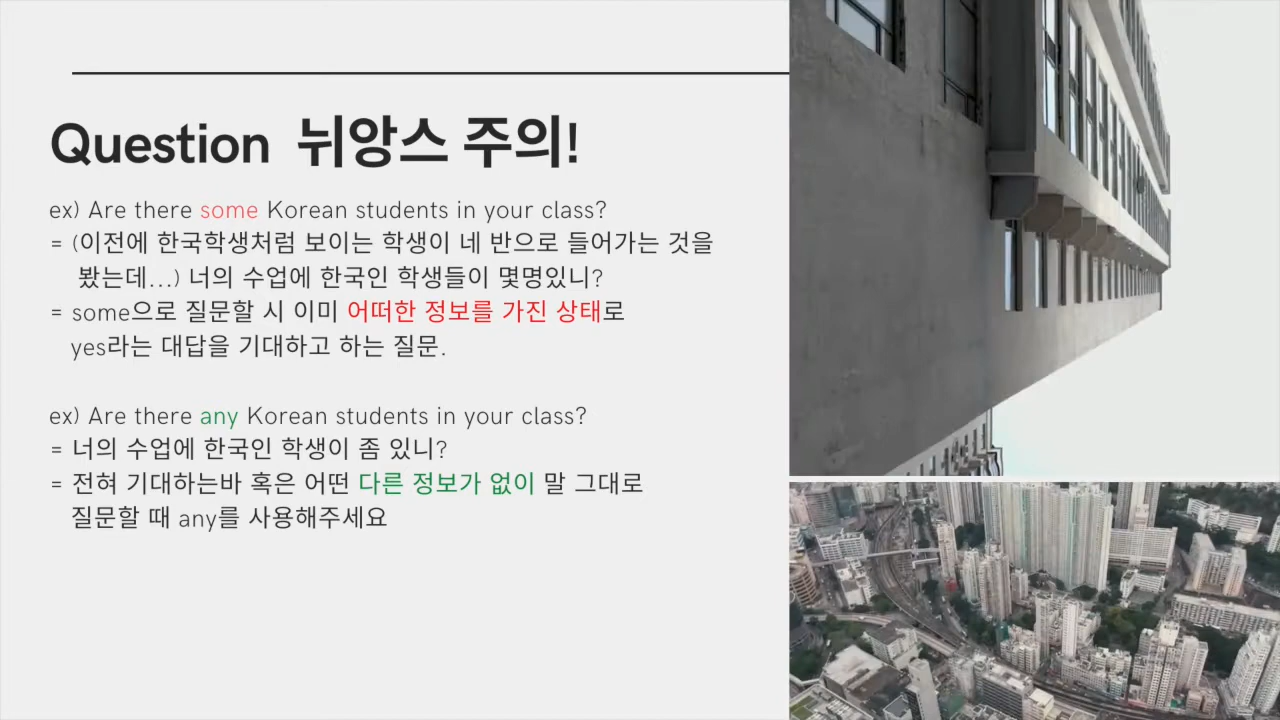 Question 뉘앙스 주의!
ex) Are there some Korean students in your class?
= (이전에 한국학생처럼 보이는 학생이 네 반으로 들어가는 것을
봤는데...) 너의 수업에 한국인 학생들이 몇명있니?
= some으로 질문할 시 이미 어떠한 정보를 가진 상태로
yes라는 대답을 기대하고 하는 질문.
ex) Are there any Korean students in your class?
= 너의 수업에 한국인 학생이 좀 있니?
= 전혀 기대하는바 혹은 어떤 다른 정보가 없이 말 그대로
질문할 때 any를 사용해주세요